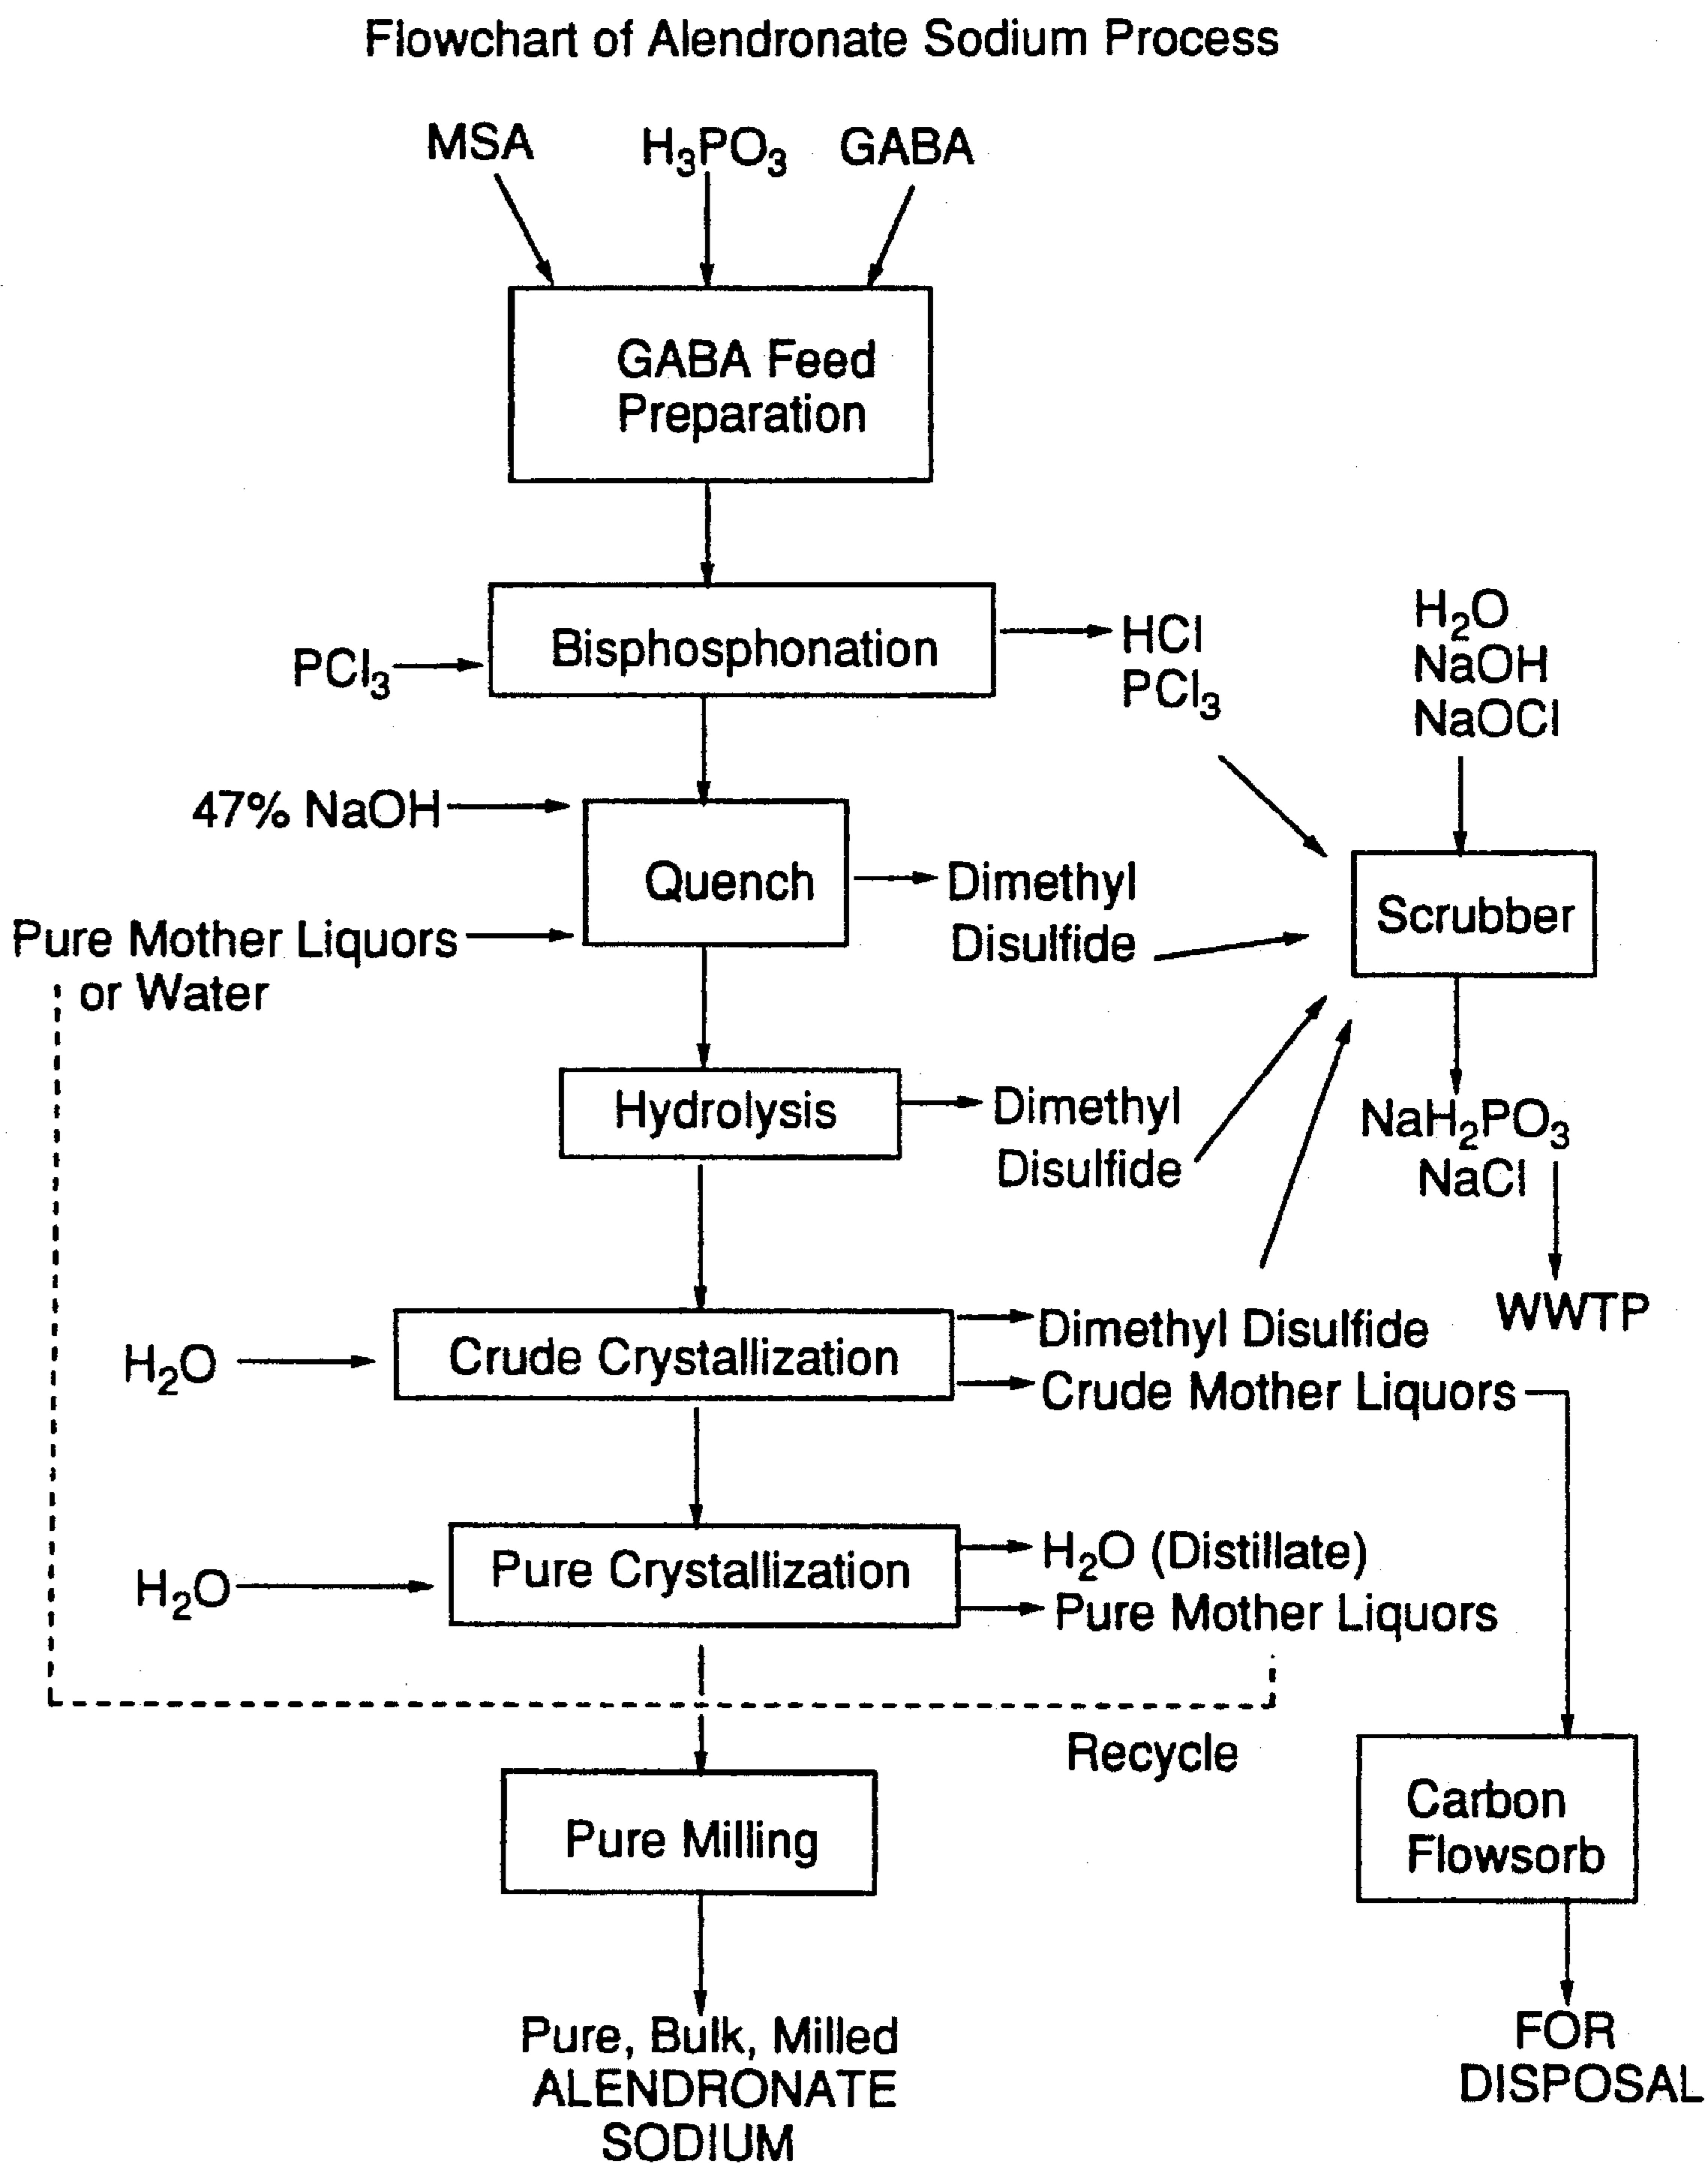 Flowchart of Alendronate Sodium Process
MSA
H₃PO₃
GABA
GABA Feed
Preparation
PCl₃
Bisphosphonation
HCl
PCl₃
H₂O
NaOH
NaOCl
47% NaOH
Quench
Dimethyl
Disulfide
Scrubber
Pure Mother Liquors
or Water
Hydrolysis
Dimethyl
Disulfide
NaH₂PO₃
NaCl
WWTP
H₂O
Crude Crystallization
Dimethyl Disulfide
Crude Mother Liquors
H₂O
Pure Crystallization
H₂O (Distillate)
Pure Mother Liquors
Recycle
Pure Milling
Carbon
Flowsorb
Pure, Bulk, Milled
ALENDRONATE
SODIUM
FOR
DISPOSAL